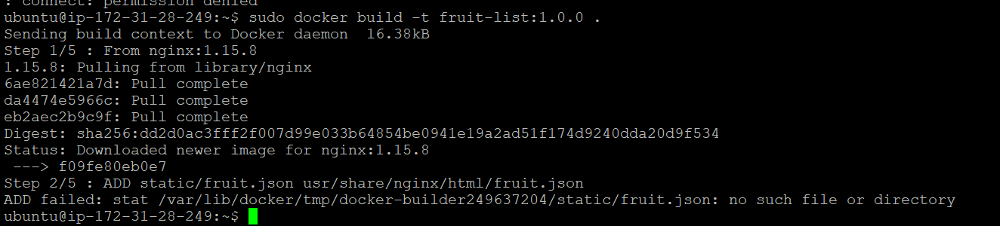 : connect: permission denied
ubuntu@ip-172-31-28-249:~$ sudo docker build -t fruit-list:1.0.0 .
Sending build context to Docker daemon  16.38kB
Step 1/5 : From nginx:1.15.8
1.15.8: Pulling from library/nginx
6ae821421a7d: Pull complete
da4474e5966c: Pull complete
eb2aec2b9c9f: Pull complete
Digest: sha256:dd2d0ac3fff2f007d99e033b64854be0941e19a2ad51f174d9240dda20d9f534
Status: Downloaded newer image for nginx:1.15.8
 ---> f09fe80eb0e7
Step 2/5 : ADD static/fruit.json usr/share/nginx/html/fruit.json
ADD failed: stat /var/lib/docker/tmp/docker-builder249637204/static/fruit.json: no such file or directory
ubuntu@ip-172-31-28-249:~$